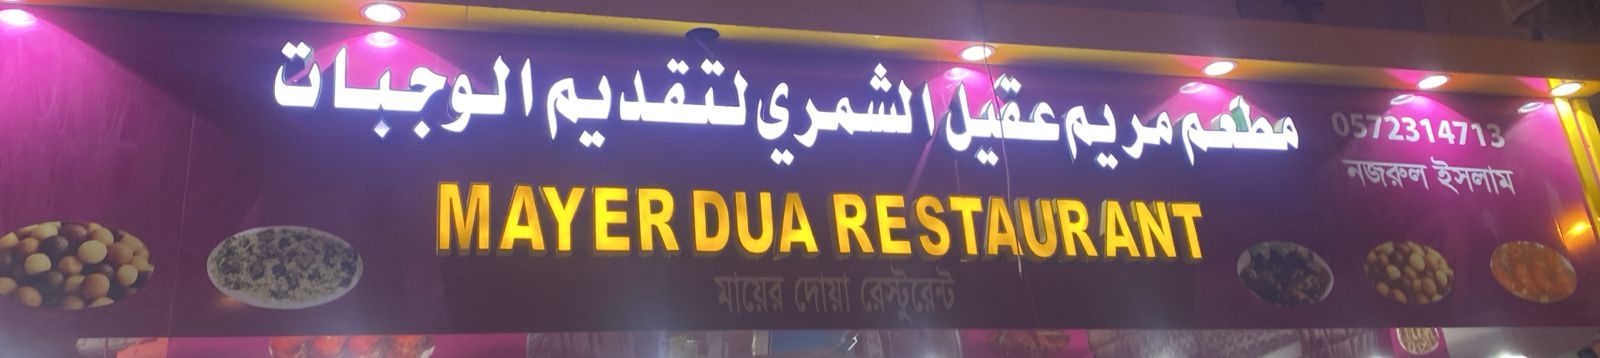 مطعم مريم عقيل الشمري لتقديم الوجبات
0572314713
নজরুল ইসলাম
MAYER DUA RESTAURANT
মায়ের দোয়া রেস্টুরেন্ট